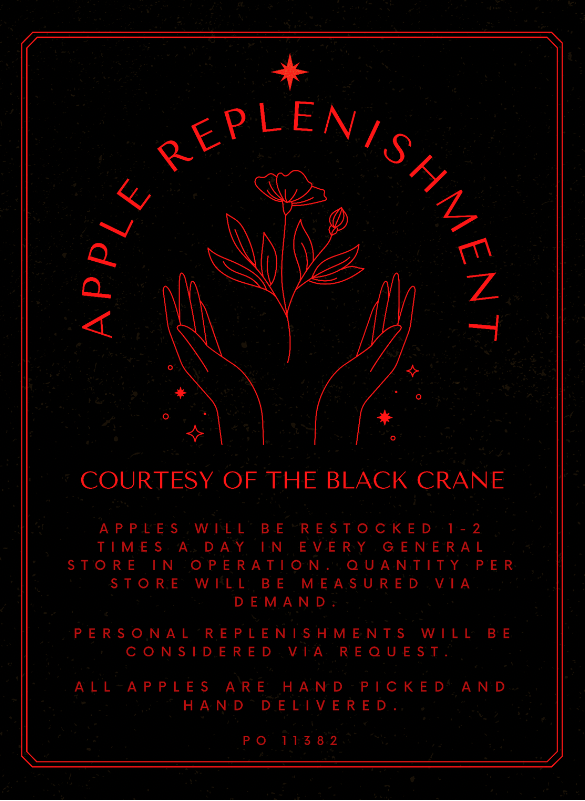 APPLE REPLENISHMENT
COURTESY OF THE BLACK CRANE
APPLES WILL BE RESTOCKED 1-2
TIMES A DAY IN EVERY GENERAL
STORE IN OPERATION. QUANTITY PER
STORE WILL BE MEASURED VIA
DEMAND.
PERSONAL REPLENISHMENTS WILL BE
CONSIDERED VIA REQUEST.
ALL APPLES ARE HAND PICKED AND
HAND DELIVERED.
PO 11382